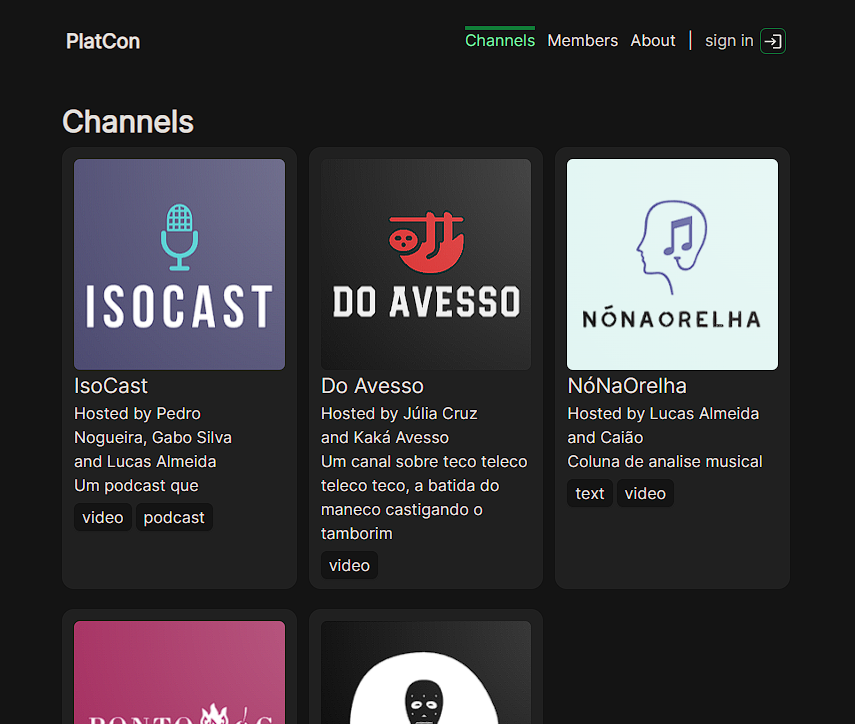 PlatCon
Channels Members About | sign in
Channels
ISOCAST
DO AVESSO
NÓNAORELHA
IsoCast
Hosted by Pedro
Nogueira, Gabo Silva
and Lucas Almeida
Um podcast que
video podcast
Do Avesso
Hosted by Júlia Cruz
and Kaká Avesso
Um canal sobre teco teleco
teleco teco, a batida do
maneco castigando o
tamborim
video
NóNaOrelha
Hosted by Lucas Almeida
and Caião
Coluna de analise musical
text video